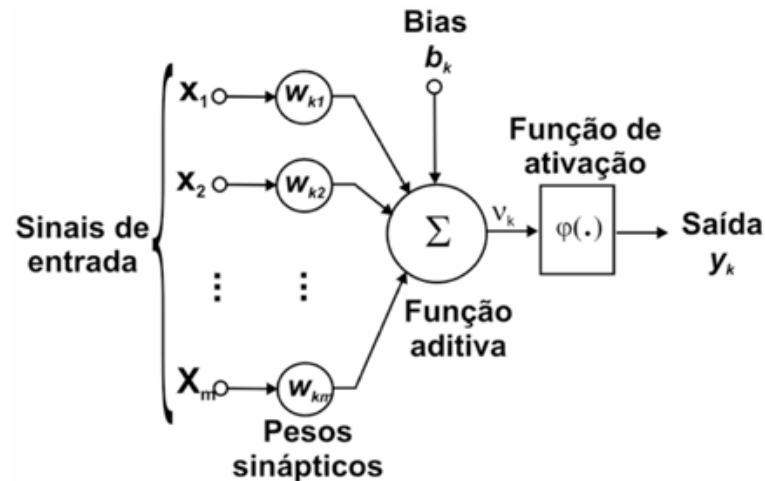 Bias
b_k
x_1
w_k1
Função de
ativação
x_2
w_k2
Sinais de
entrada
Σ
v_k
φ(.)
Saída
y_k
Função
aditiva
X_m
w_km
Pesos
sinápticos